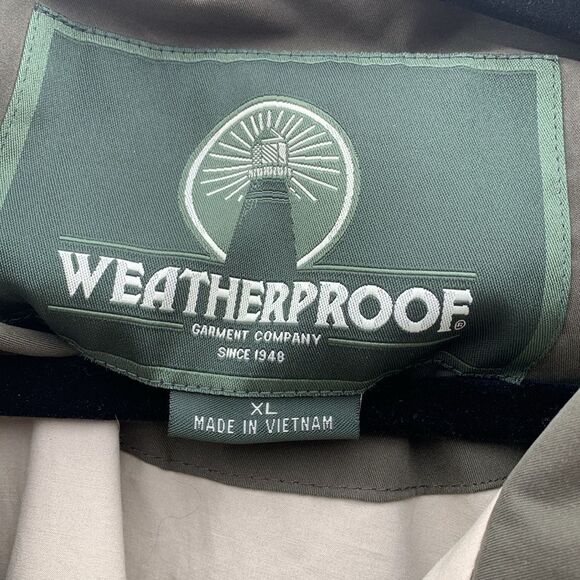 WEATHERPROOF®
GARMENT COMPANY
SINCE 1948
XL
MADE IN VIETNAM